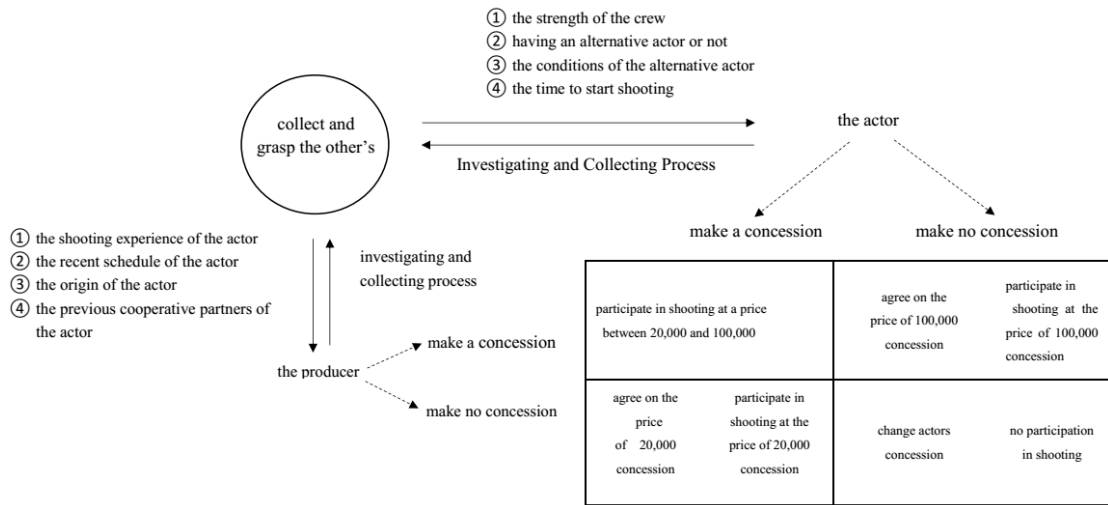 ① the strength of the crew
② having an alternative actor or not
③ the conditions of the alternative actor
④ the time to start shooting
collect and
grasp the other's
the actor
Investigating and Collecting Process
① the shooting experience of the actor
② the recent schedule of the actor
③ the origin of the actor
④ the previous cooperative partners of
the actor
investigating and
collecting process
make a concession
make no concession
the producer
make a concession
make no concession
participate in shooting at a price
between 20,000 and 100,000
agree on the
price of 100,000
concession
participate in
shooting at the
price of 100,000
concession
agree on the
price
of 20,000
concession
participate in
shooting at the
price of 20,000
concession
change actors
concession
no participation
in shooting